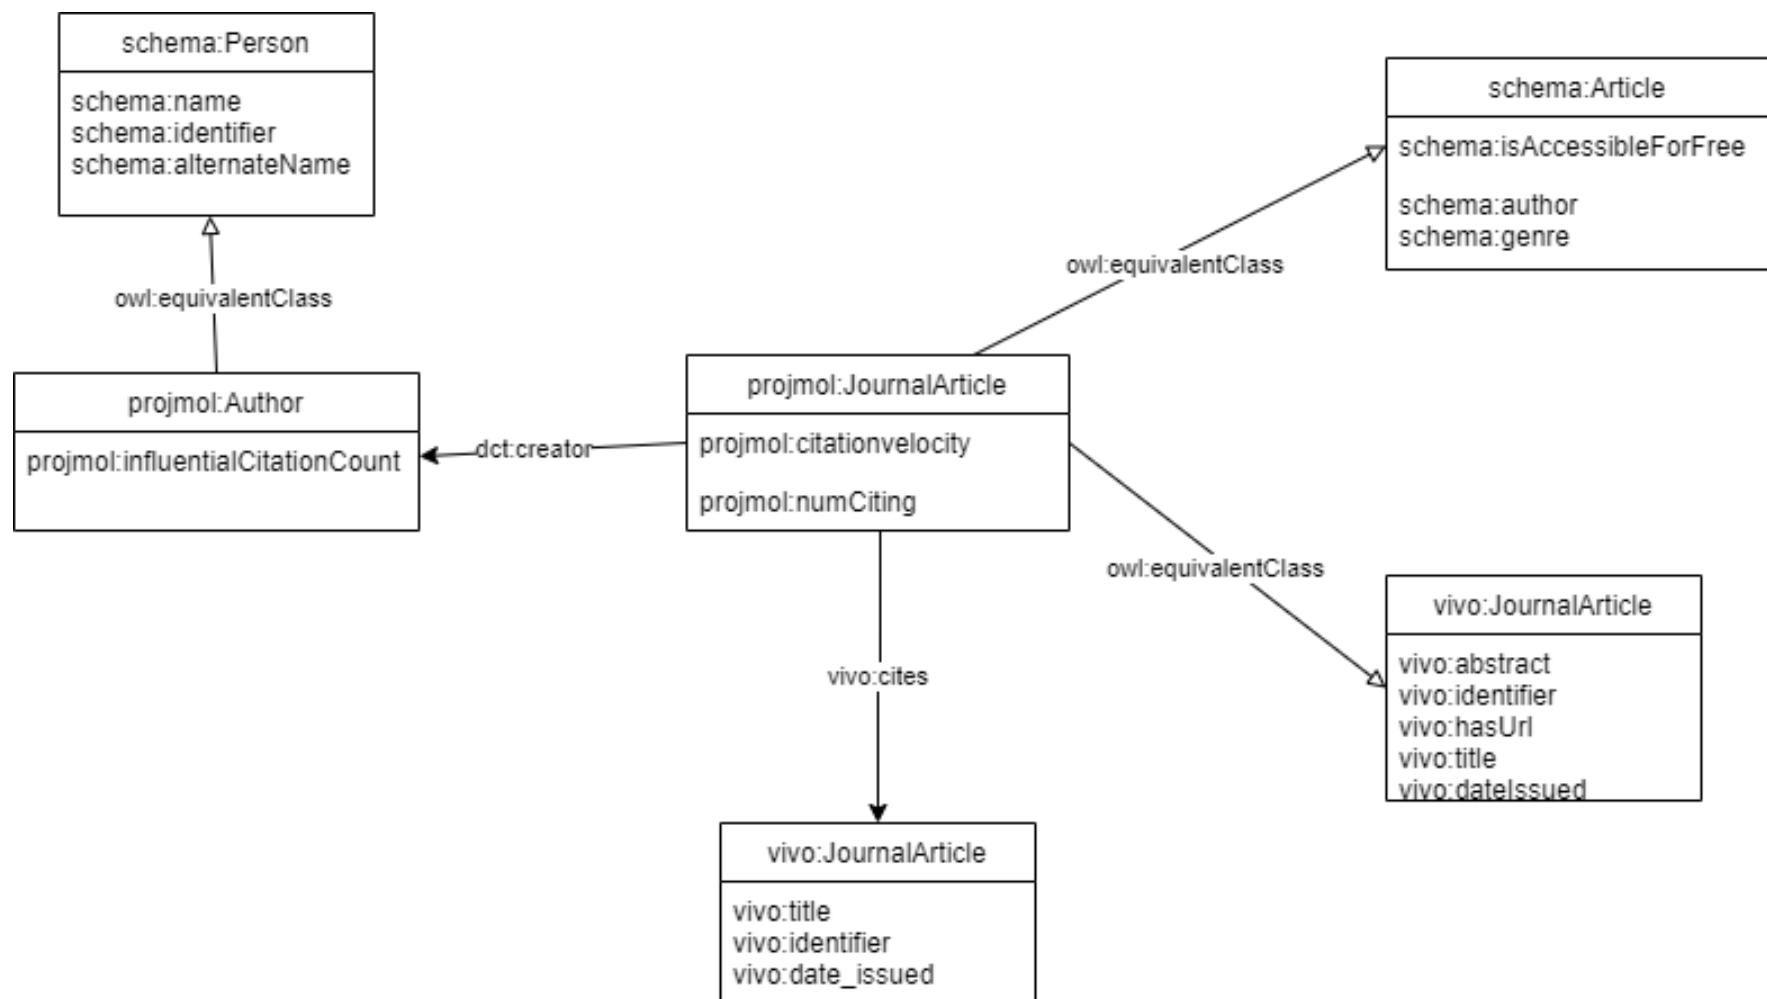 schema:Person
schema:name
schema:identifier
schema:alternateName
schema:Article
schema:isAccessibleForFree
schema:author
schema:genre
owl:equivalentClass
owl:equivalentClass
projmol:Author
projmol:influentialCitationCount
dct:creator
projmol:JournalArticle
projmol:citationvelocity
projmol:numCiting
owl:equivalentClass
vivo:JournalArticle
vivo:abstract
vivo:identifier
vivo:hasUrl
vivo:title
vivo:dateIssued
vivo:cites
vivo:JournalArticle
vivo:title
vivo:identifier
vivo:date_issued